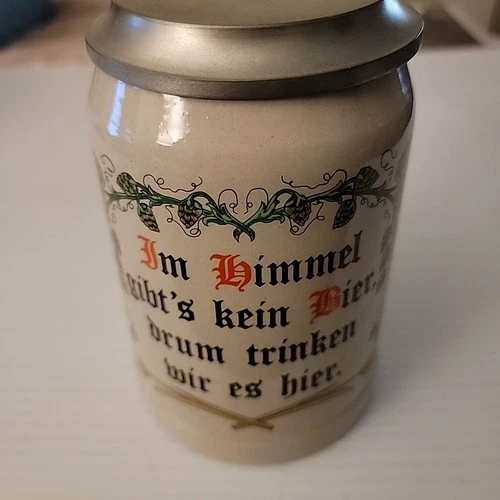 Im Himmel
gibt's kein Bier,
drum trinken
wir es hier.